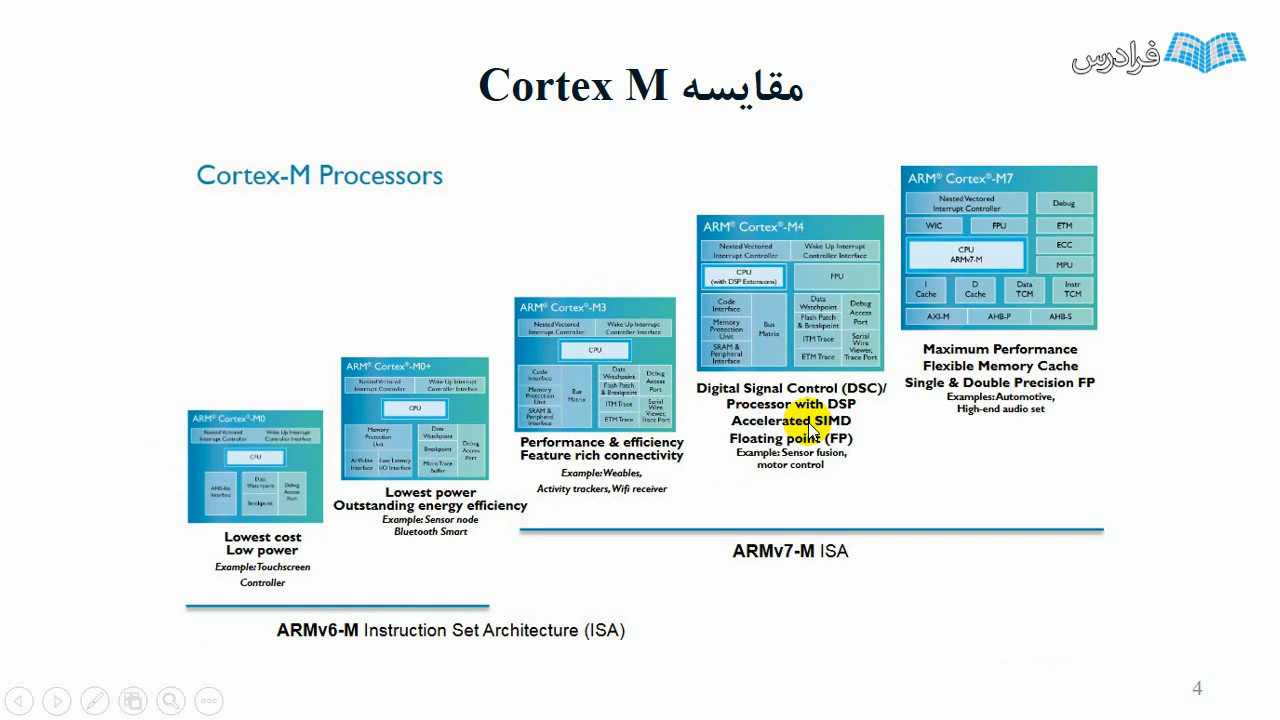 فرادرس
مقایسه Cortex M
Cortex-M Processors
ARM® Cortex®-M0
Nested Vectored
Interrupt Controller
Wake Up Interrupt
Controller Interface
CPU
AHB-lite
Interface
Data
Watchpoint
Breakpoint
Debug
Access
Port
Lowest cost
Low power
Example: Touchscreen
Controller
ARM® Cortex®-M0+
Nested Vectored
Interrupt Controller
Wake Up Interrupt
Controller Interface
CPU
Memory
Protection
Unit
AHB-lite
Interface
Low Latency
I/O Interface
Data
Watchpoint
Breakpoint
Micro Trace
Buffer
Debug
Access
Port
Lowest power
Outstanding energy efficiency
Example: Sensor node
Bluetooth Smart
ARMv6-M Instruction Set Architecture (ISA)
ARM® Cortex®-M3
Nested Vectored
Interrupt Controller
Wake Up Interrupt
Controller Interface
CPU
Code
Interface
Memory
Protection
Unit
SRAM &
Peripheral
Interface
Bus
Matrix
Data
Watchpoint
Flash Patch
& Breakpoint
ITM Trace
ETM Trace
Debug
Access
Port
Serial
Wire
Viewer,
Trace Port
Performance & efficiency
Feature rich connectivity
Example: Weables,
Activity trackers, Wifi receiver
ARM® Cortex®-M4
Nested Vectored
Interrupt Controller
Wake Up Interrupt
Controller Interface
CPU
(with DSP Extensions)
FPU
Code
Interface
Memory
Protection
Unit
SRAM &
Peripheral
Interface
Bus
Matrix
Data
Watchpoint
Flash Patch
& Breakpoint
ITM Trace
ETM Trace
Debug
Access
Port
Serial
Wire
Viewer,
Trace Port
Digital Signal Control (DSC)/
Processor with DSP
Accelerated SIMD
Floating point (FP)
Example: Sensor fusion,
motor control
ARM® Cortex®-M7
Nested Vectored
Interrupt Controller
Debug
WIC
FPU
ETM
CPU
ARMv7-M
ECC
MPU
I
Cache
D
Cache
Data
TCM
Instr
TCM
AXI-M
AHB-P
AHB-S
Maximum Performance
Flexible Memory Cache
Single & Double Precision FP
Examples: Automotive,
High-end audio set
ARMv7-M ISA
4